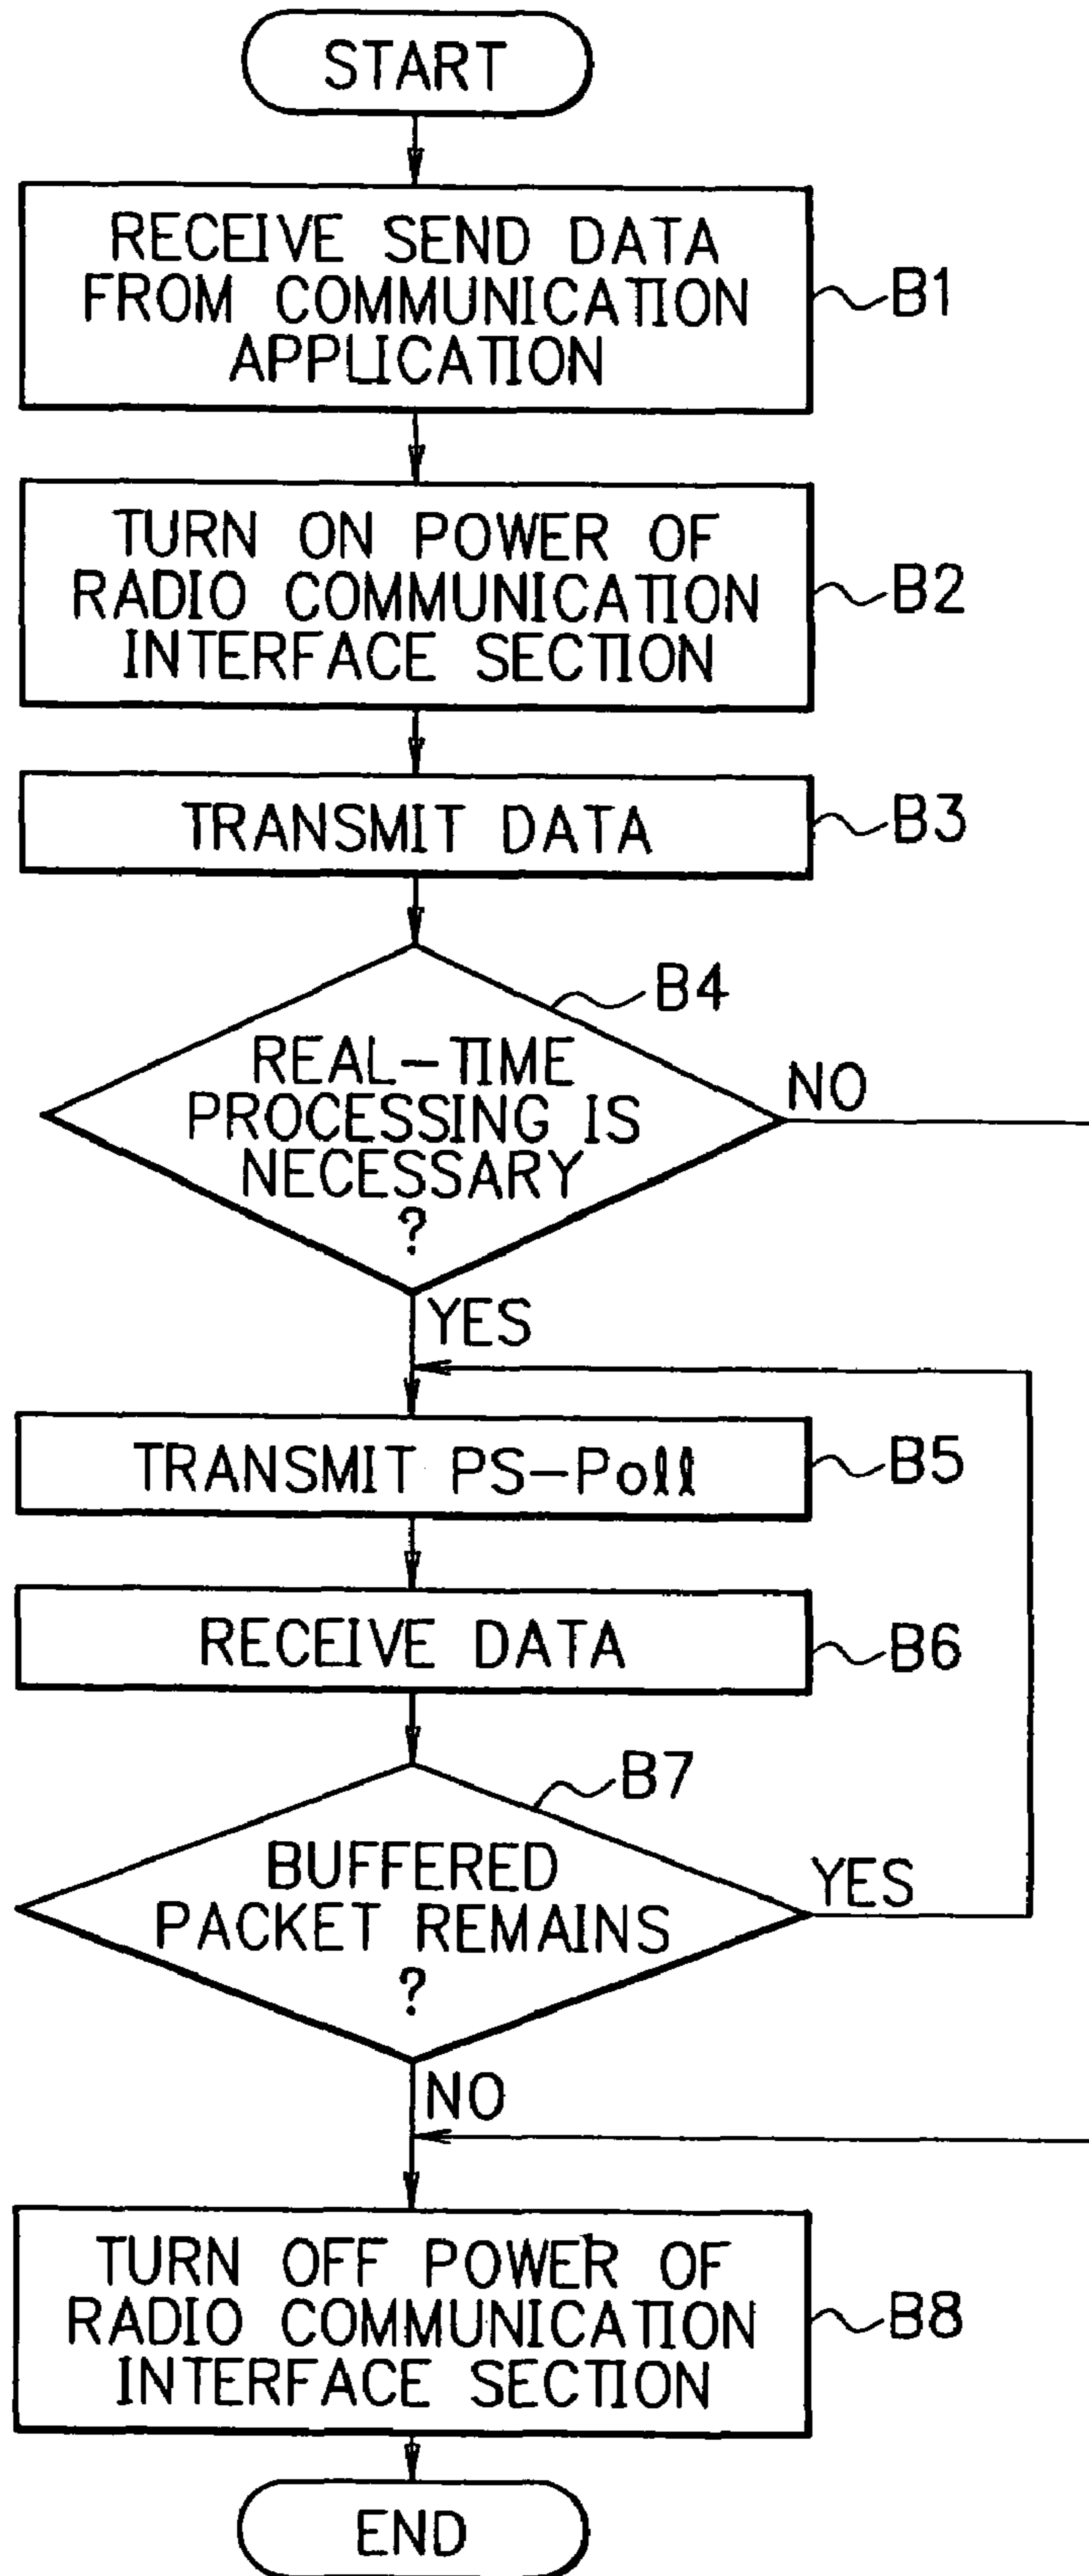 START
RECEIVE SEND DATA
FROM COMMUNICATION
APPLICATION
B1
TURN ON POWER OF
RADIO COMMUNICATION
INTERFACE SECTION
B2
TRANSMIT DATA
B3
B4
REAL-TIME
PROCESSING IS
NECESSARY
?
NO
YES
TRANSMIT PS-Poll
B5
RECEIVE DATA
B6
B7
BUFFERED
PACKET REMAINS
?
YES
NO
TURN OFF POWER OF
RADIO COMMUNICATION
INTERFACE SECTION
B8
END